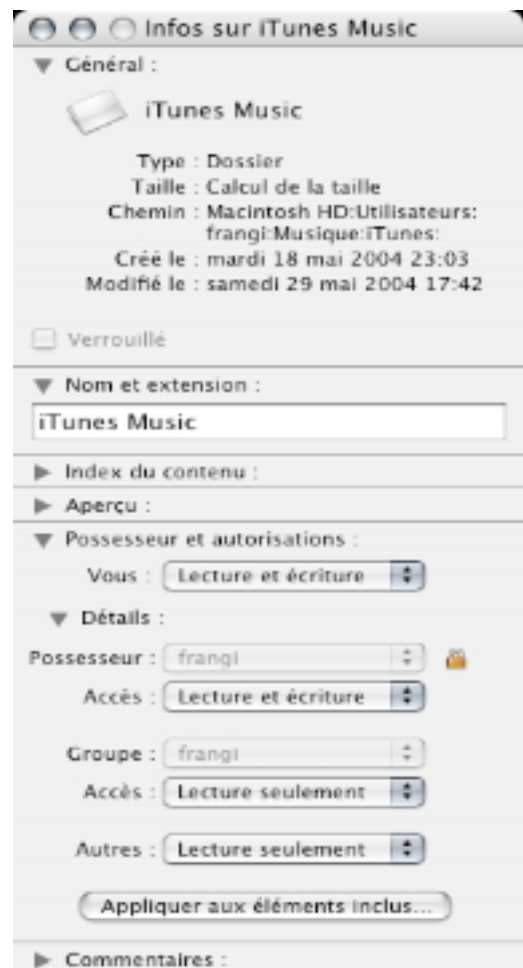 Infos sur iTunes Music
Général :
iTunes Music
Type : Dossier
Taille : Calcul de la taille
Chemin : Macintosh HD:Utilisateurs:
frangi:Musique:iTunes:
Créé le : mardi 18 mai 2004 23:03
Modifié le : samedi 29 mai 2004 17:42
Verrouillé
Nom et extension :
iTunes Music
Index du contenu :
Aperçu :
Possesseur et autorisations :
Vous : Lecture et écriture
Détails :
Possesseur : frangi
Accès : Lecture et écriture
Groupe : frangi
Accès : Lecture seulement
Autres : Lecture seulement
Appliquer aux éléments inclus...
Commentaires :